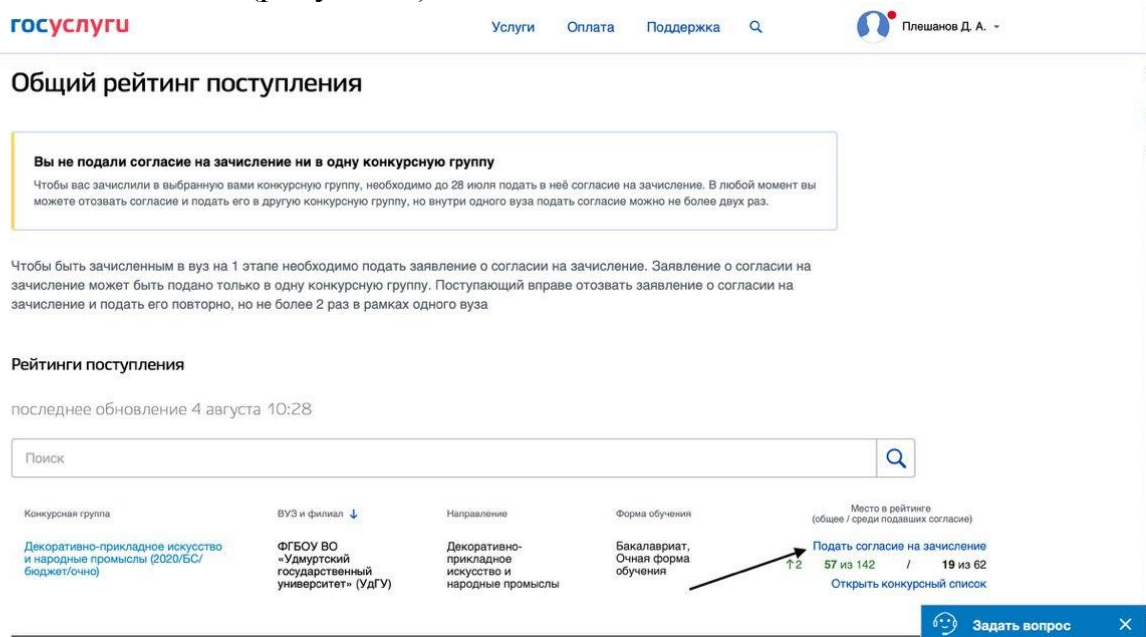 госуслуги Услуги Оплата Поддержка Плешанов Д. А.
Общий рейтинг поступления
Вы не подали согласие на зачисление ни в одну конкурсную группу
Чтобы вас зачислили в выбранную вами конкурсную группу, необходимо до 28 июля подать в неё согласие на зачисление. В любой момент вы
можете отозвать согласие и подать его в другую конкурсную группу, но внутри одного вуза подать согласие можно не более двух раз.
Чтобы быть зачисленным в вуз на 1 этапе необходимо подать заявление о согласии на зачисление. Заявление о согласии на
зачисление может быть подано только в одну конкурсную группу. Поступающий вправе отозвать заявление о согласии на
зачисление и подать его повторно, но не более 2 раз в рамках одного вуза
Рейтинги поступления
последнее обновление 4 августа 10:28
Поиск
Конкурсная группа
ВУЗ и филиал ↓
Направление
Форма обучения
Место в рейтинге
(общее / среди подавших согласие)
Декоративно-прикладное искусство
и народные промыслы (2020/БС/
бюджет/очно)
ФГБОУ ВО
«Удмуртский
государственный
университет» (УдГУ)
Декоративно-
прикладное
искусство и
народные промыслы
Бакалавриат,
Очная форма
обучения
Подать согласие на зачисление
↑2 57 из 142 / 19 из 62
Открыть конкурсный список
Задать вопрос